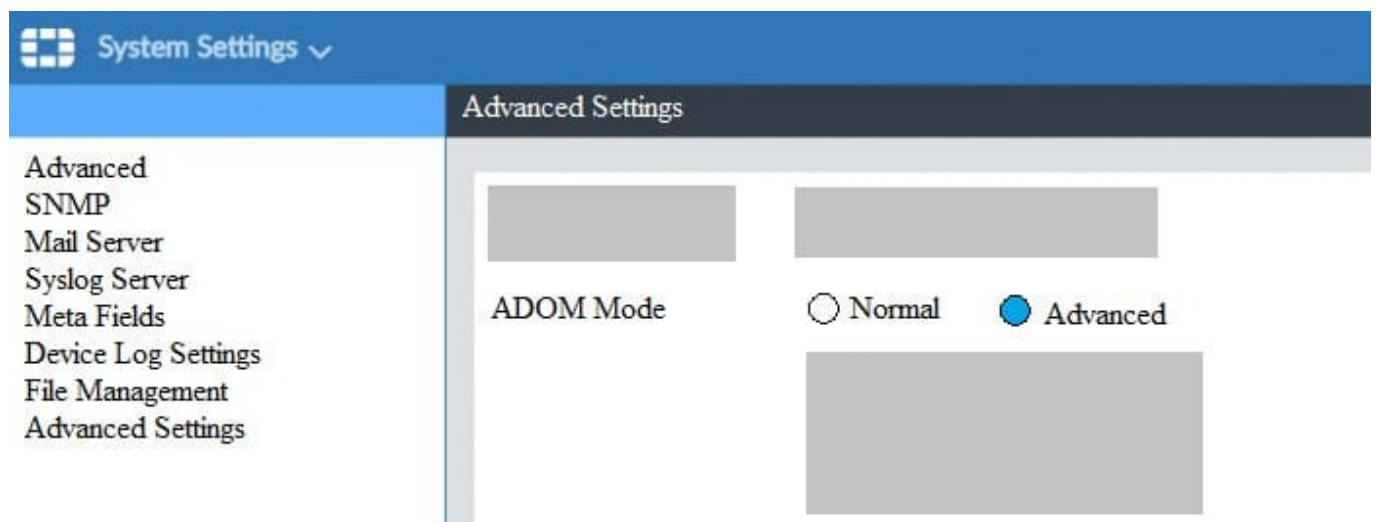 System Settings
Advanced Settings
Advanced
SNMP
Mail Server
Syslog Server
Meta Fields
Device Log Settings
File Management
Advanced Settings
ADOM Mode Normal Advanced